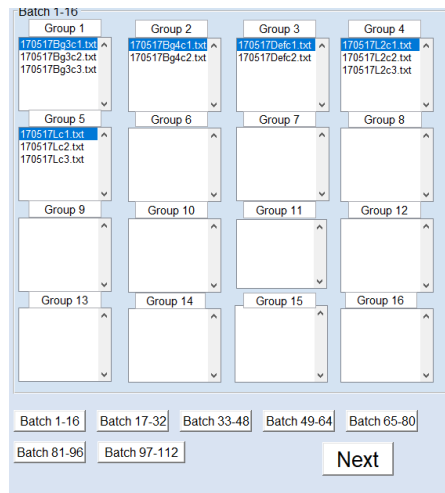 Batch 1-16
Group 1 Group 2 Group 3 Group 4
170517Bg3c1.txt 170517Bg4c1.txt 170517Defc1.txt 170517L2c1.txt
170517Bg3c2.txt 170517Bg4c2.txt 170517Defc2.txt 170517L2c2.txt
170517Bg3c3.txt 170517L2c3.txt
Group 5 Group 6 Group 7 Group 8
170517Lc1.txt
170517Lc2.txt
170517Lc3.txt
Group 9 Group 10 Group 11 Group 12
Group 13 Group 14 Group 15 Group 16
Batch 1-16 Batch 17-32 Batch 33-48 Batch 49-64 Batch 65-80
Batch 81-96 Batch 97-112
Next